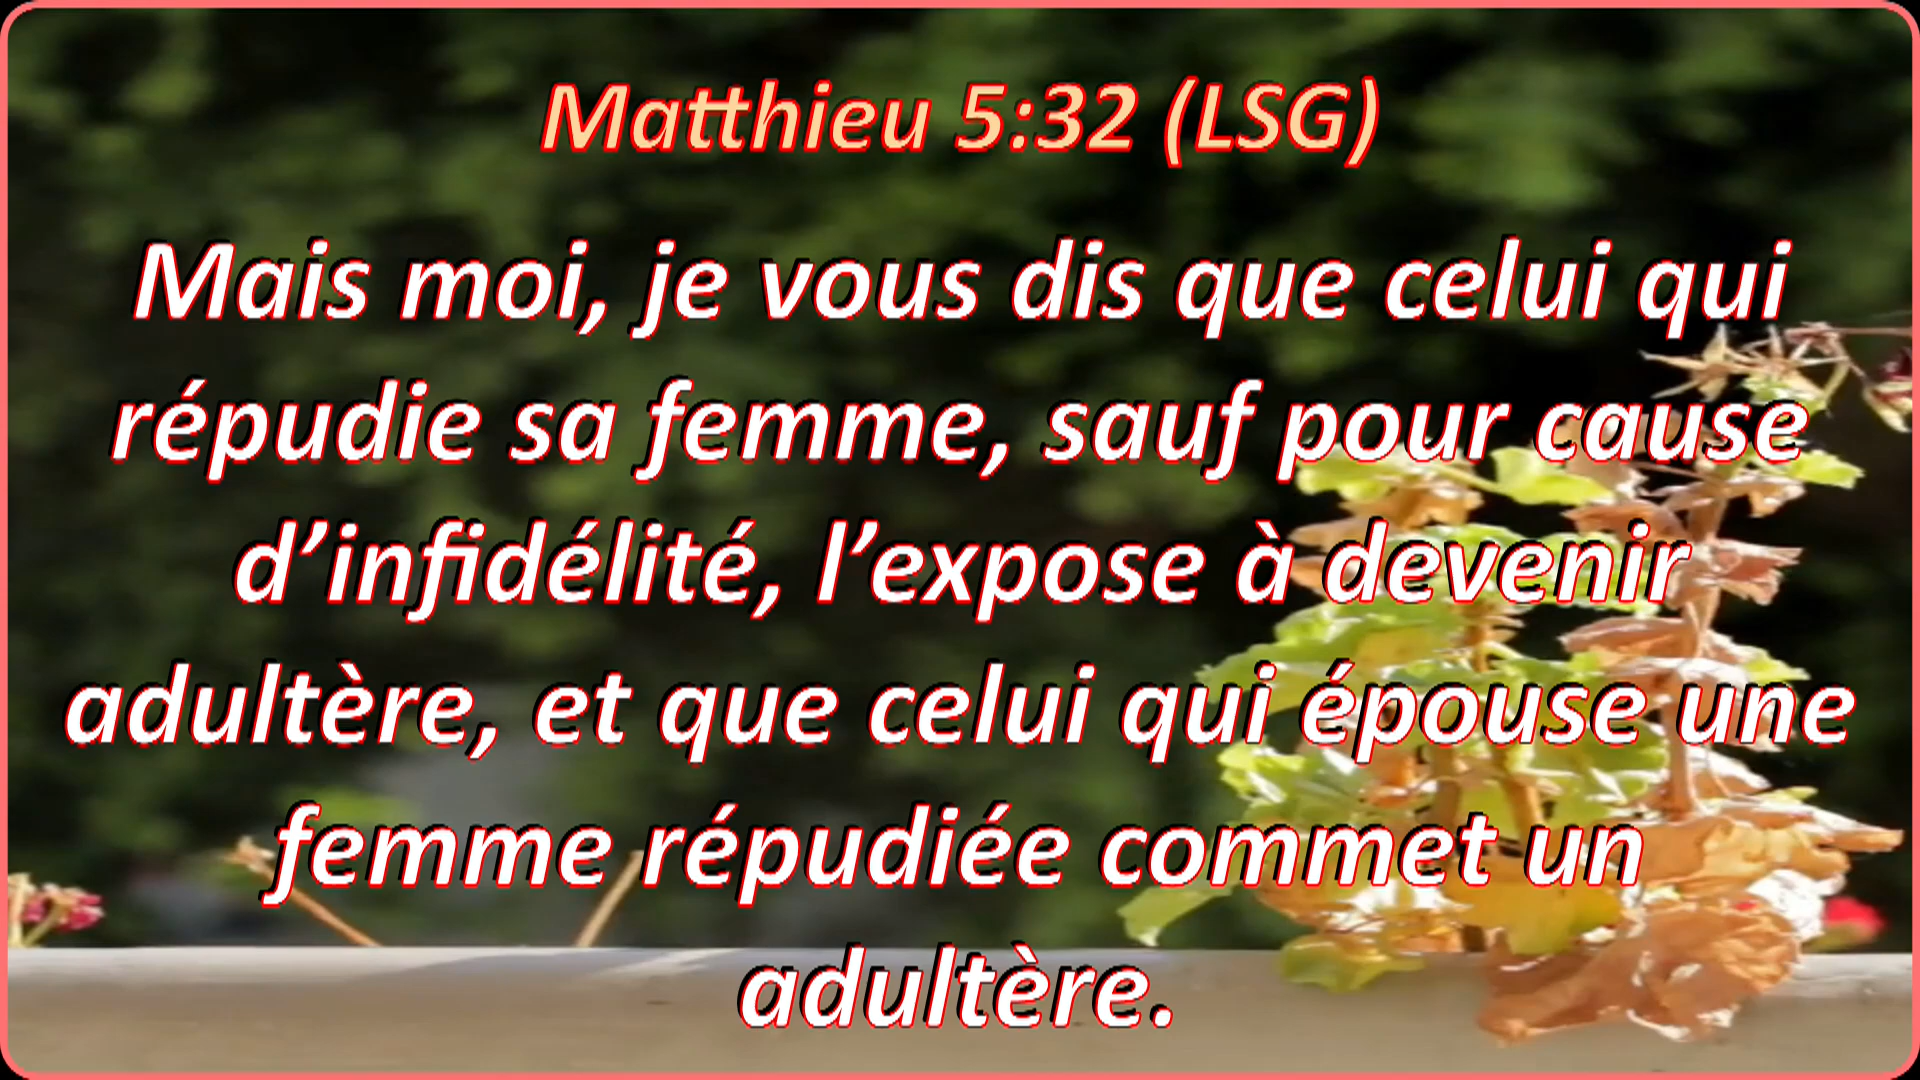 Matthieu 5:32 (LSG)
Mais moi, je vous dis que celui qui
répudie sa femme, sauf pour cause
d’infidélité, l’expose à devenir
adultère, et que celui qui épouse une
femme répudiée commet un
adultère.